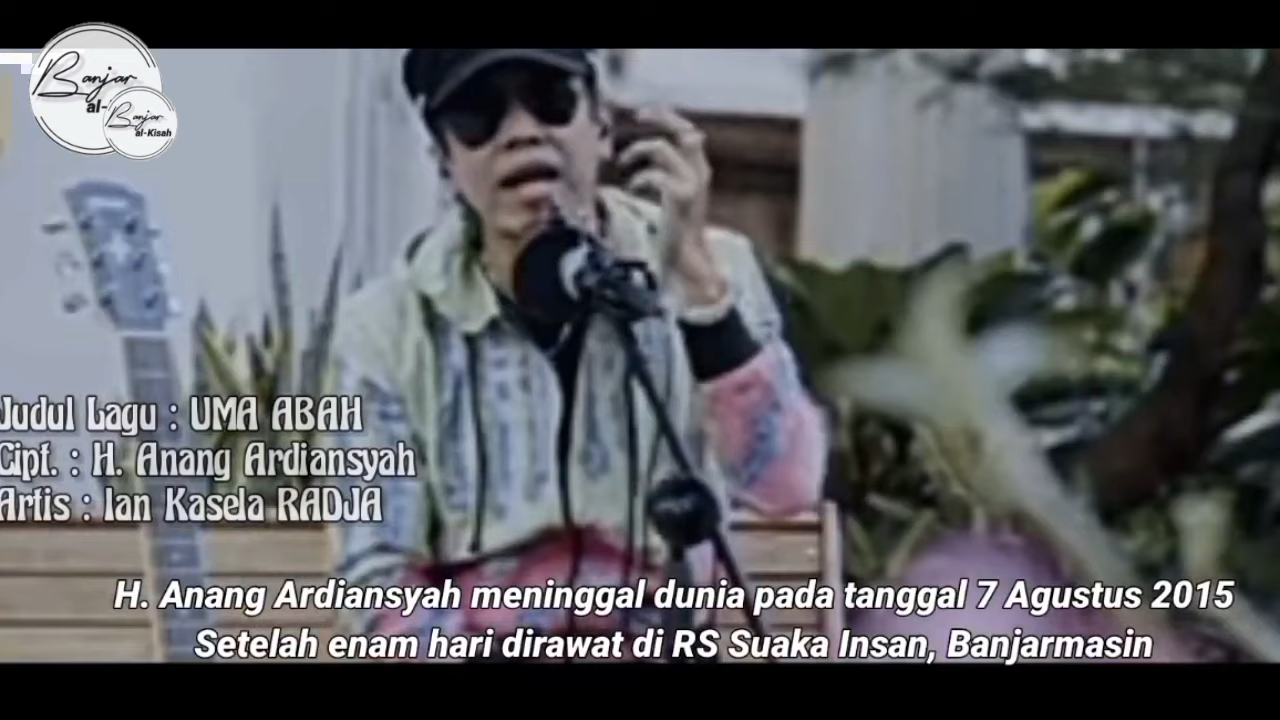 Banjar
al-
Banjar
al-Kisah
Judul Lagu : UMA ABAH
Cipt. : H. Anang Ardiansyah
Artis : Ian Kasela RADJA
H. Anang Ardiansyah meninggal dunia pada tanggal 7 Agustus 2015
Setelah enam hari dirawat di RS Suaka Insan, Banjarmasin